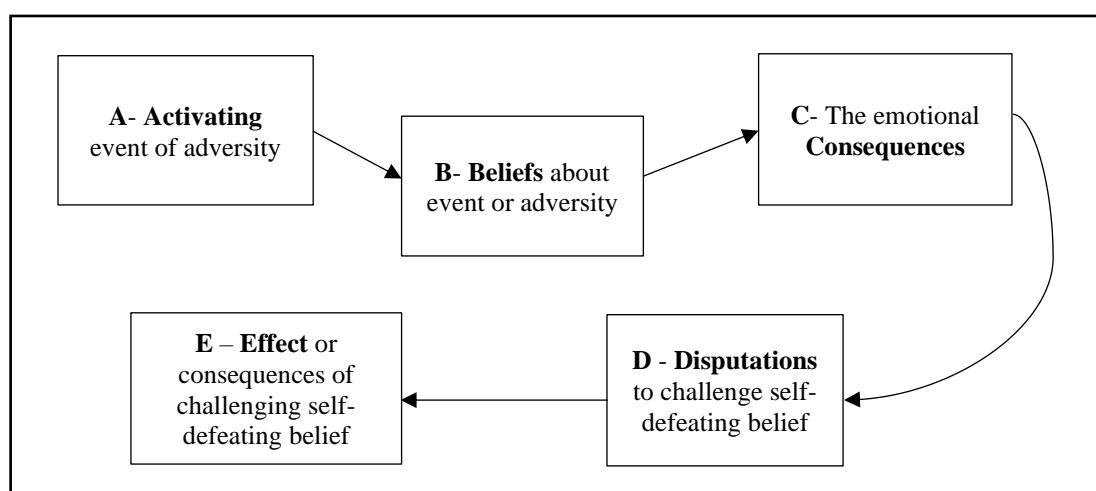 A- Activating
event of adversity
B- Beliefs about
event or adversity
C- The emotional
Consequences
D - Disputations
to challenge self-
defeating belief
E – Effect or
consequences of
challenging self-
defeating belief